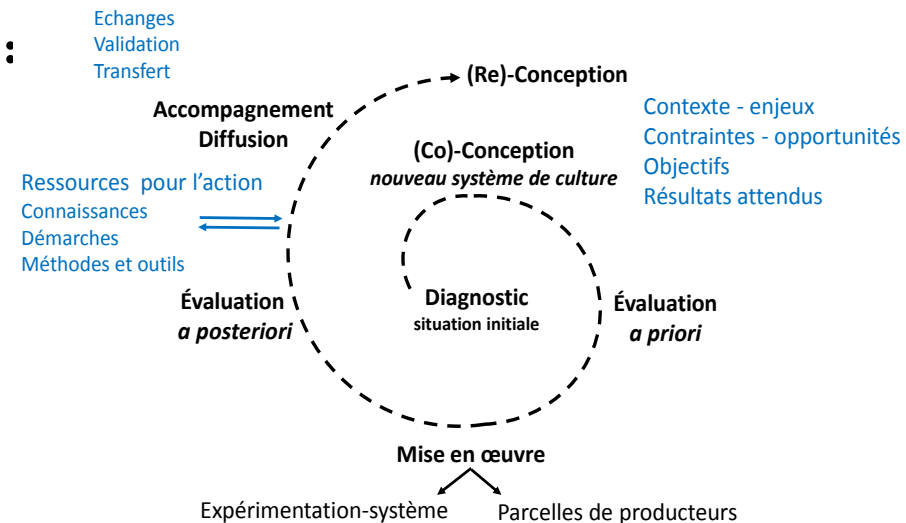 Echanges
Validation
Transfert
:
(Re)-Conception
Accompagnement
Diffusion
Contexte - enjeux
Contraintes - opportunités
Objectifs
Résultats attendus
(Co)-Conception
nouveau système de culture
Ressources pour l'action
Connaissances
Démarches
Méthodes et outils
Diagnostic
situation initiale
Évaluation
a posteriori
Évaluation
a priori
Mise en œuvre
Expérimentation-système
Parcelles de producteurs